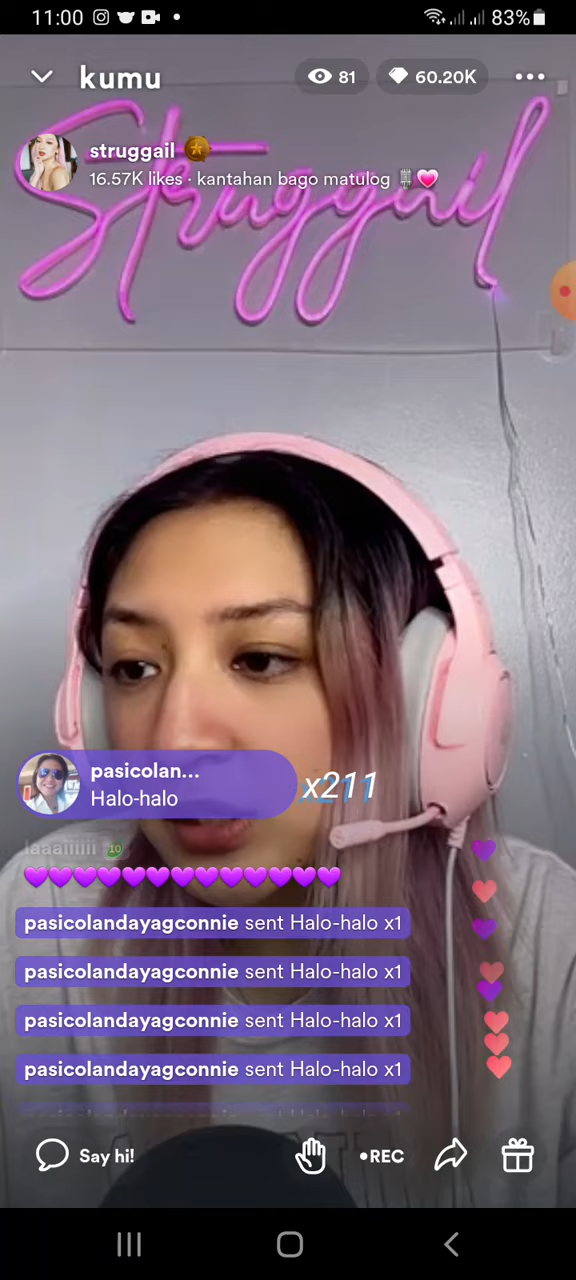 11:00
83%
kumu
81
60.20K
Struggail
struggail
16.57K likes · kantahan bago matulog
pasicolan...
Halo-halo
x211
laaaiiiiii 10
pasicolandayagconnie sent Halo-halo x1
pasicolandayagconnie sent Halo-halo x1
pasicolandayagconnie sent Halo-halo x1
pasicolandayagconnie sent Halo-halo x1
Say hi!
•REC